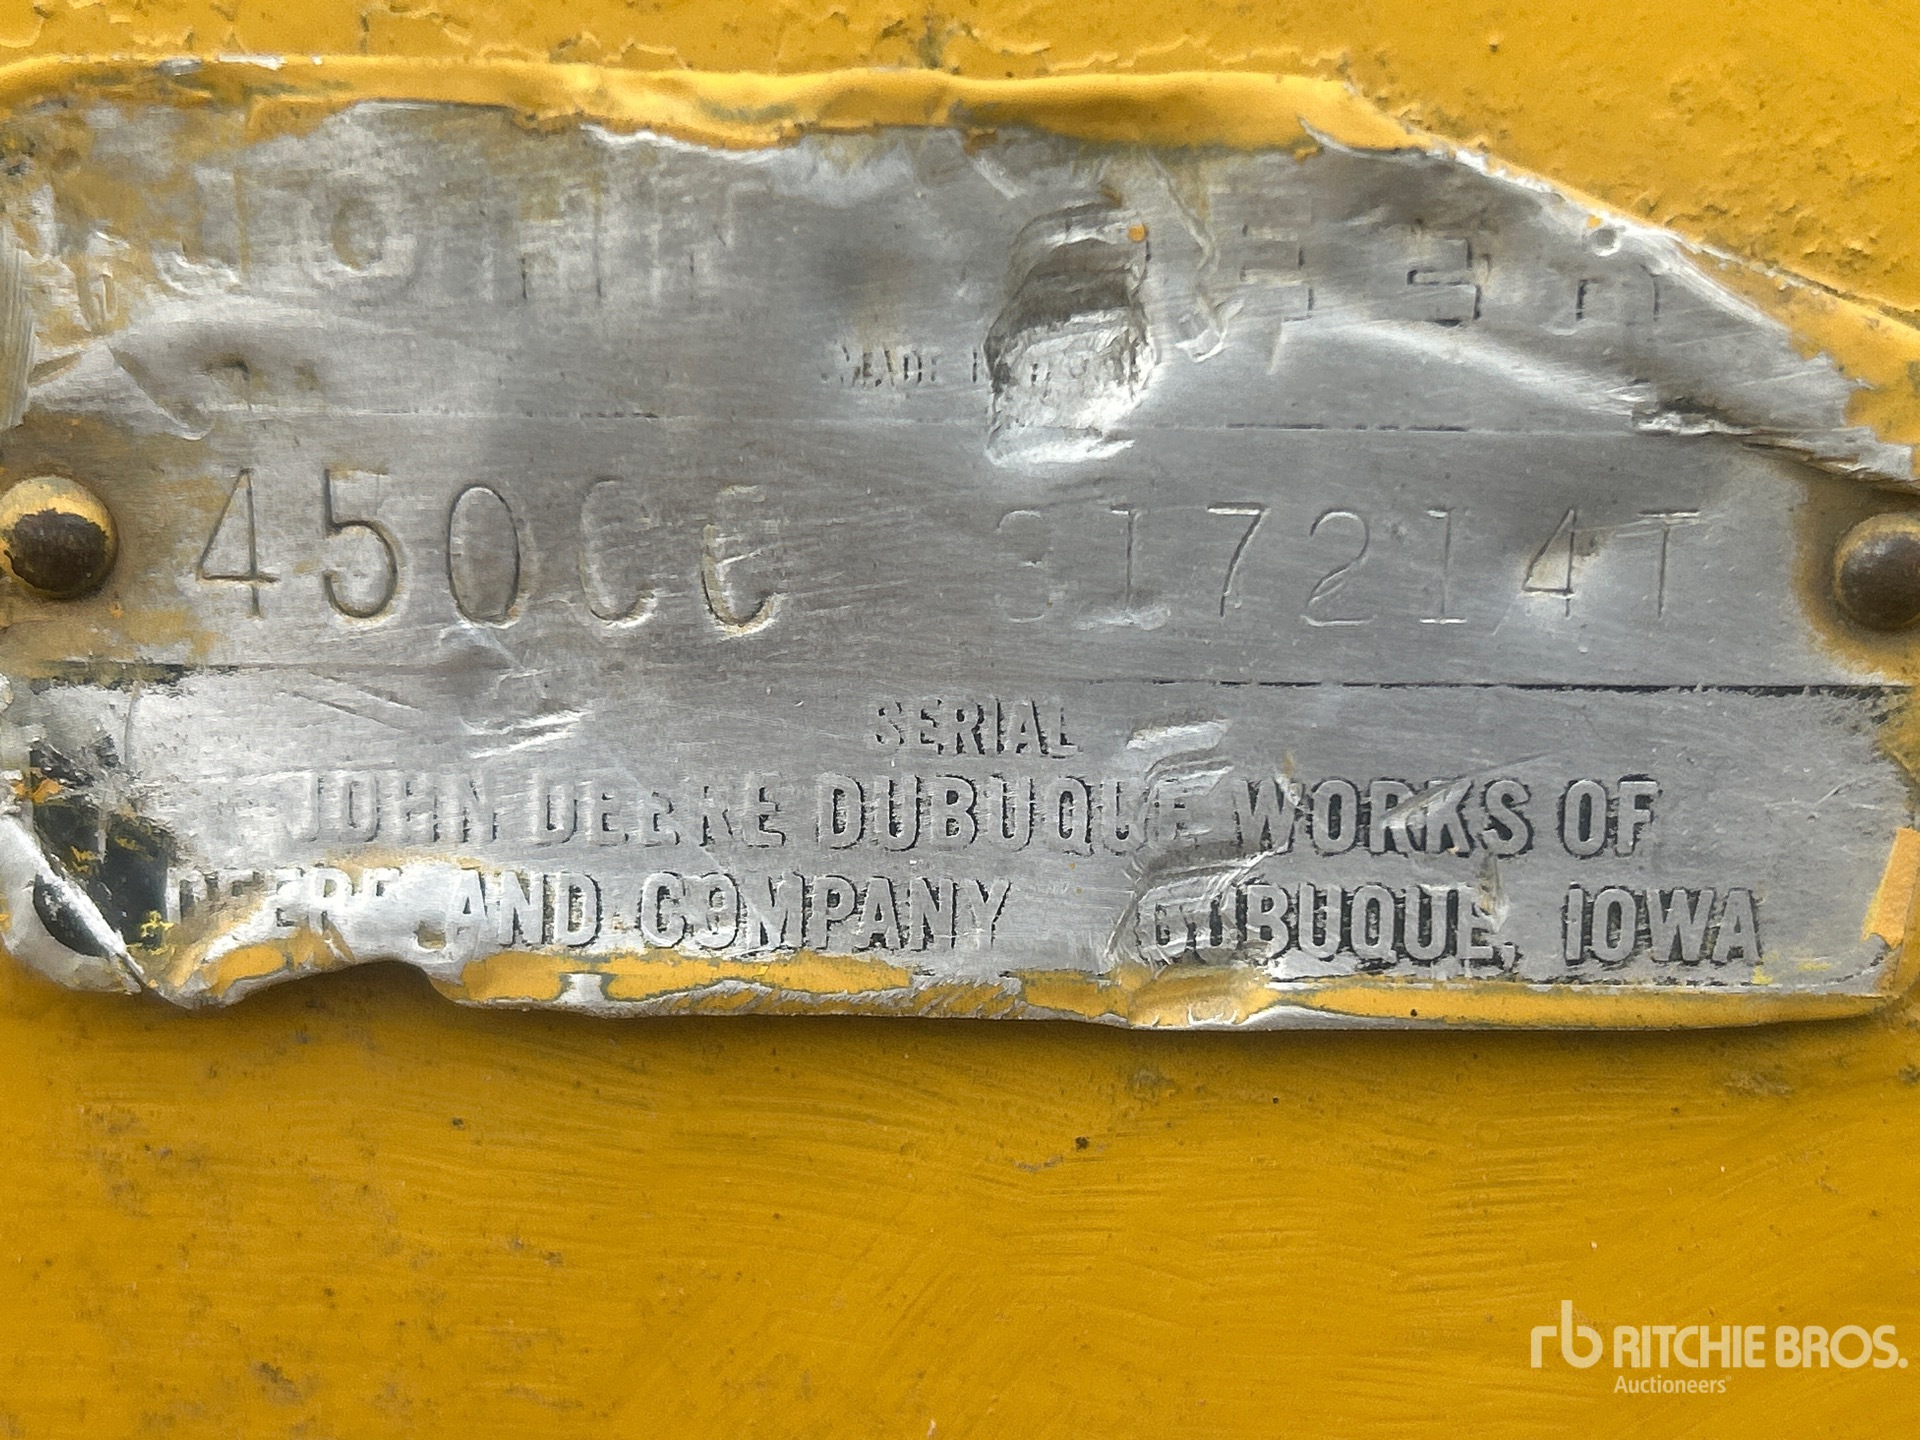 JOHN DEERE
MADE IN
450CC 317214T
SERIAL
JOHN DEERE DUBUQUE WORKS OF
DEERE AND COMPANY DUBUQUE, IOWA
rb RITCHIE BROS.
Auctioneers